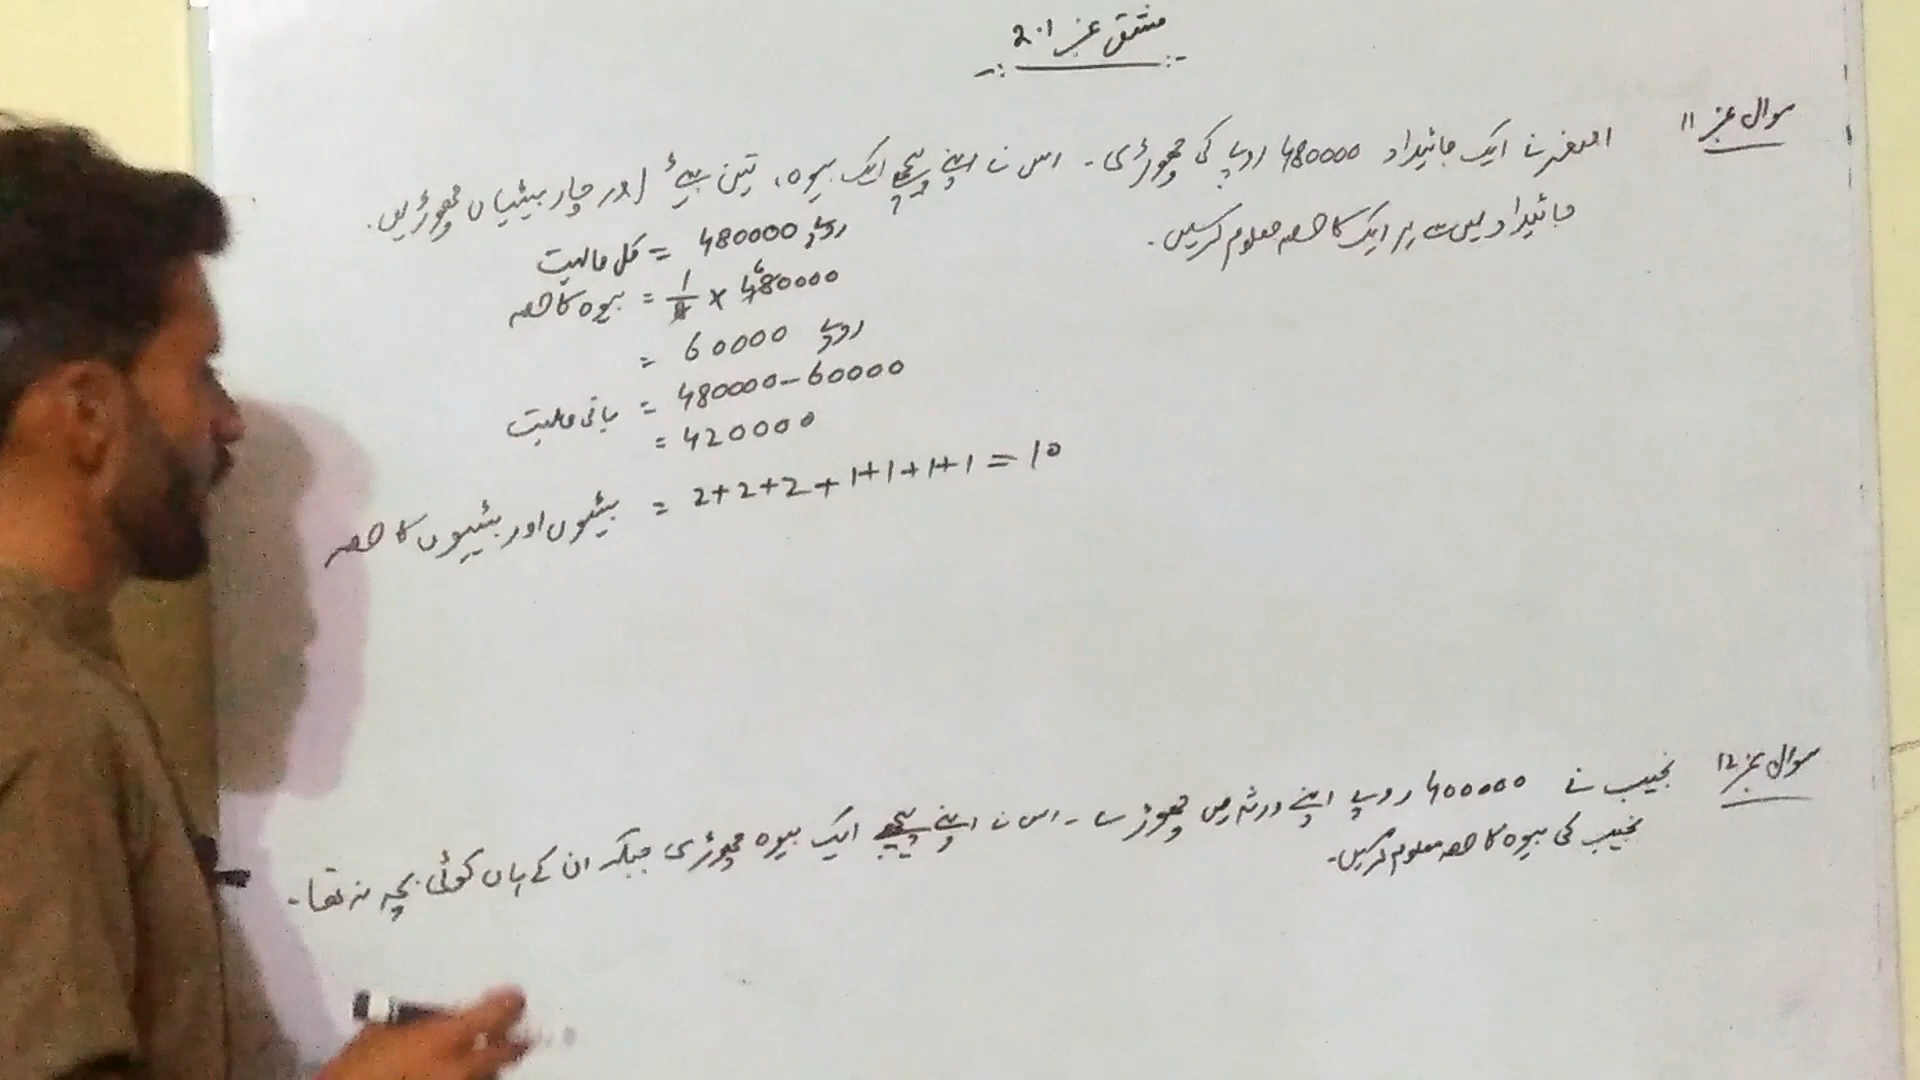 مشق نمبر 2.1
سوال نمبر 11
اصغر نے ایک جائیداد 480000 روپے کی چھوڑی۔ اس نے اپنے پیچھے ایک بیوہ، تین بیٹے اور چار بیٹیاں چھوڑیں۔
جائیداد میں سے ہر ایک کا حصہ معلوم کریں۔
کل مالیت = 480000 روپے
بیوہ کا حصہ = 1/8 × 480000 6
= 60000 روپے
باقی مالیت = 480000-60000
= 420000
بیٹوں اور بیٹیوں کا حصہ = 2+2+2+1+1+1+1=10
سوال نمبر 12
نجیب نے 400000 روپے اپنے ورثہ میں چھوڑے۔ اس نے اپنے پیچھے ایک بیوہ چھوڑی جبکہ ان کے ہاں کوئی بچہ نہ تھا۔
نجیب کی بیوہ کا حصہ معلوم کریں۔